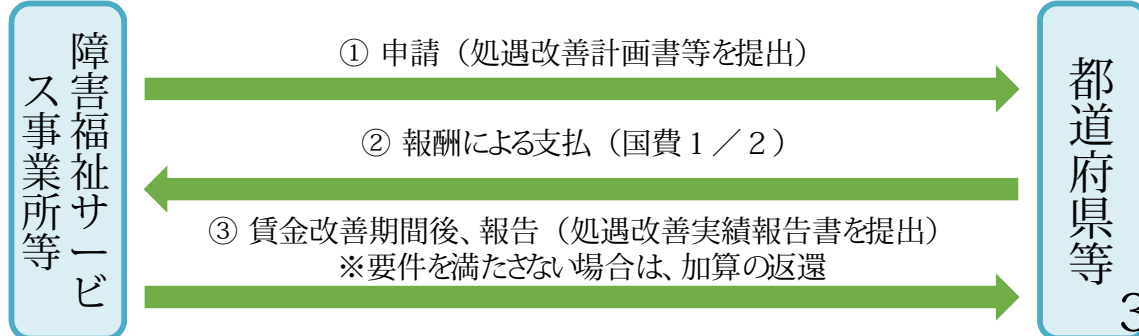 障害福祉サービ
ス事業所等
① 申請（処遇改善計画書等を提出）
② 報酬による支払（国費１／２）
③ 賃金改善期間後、報告（処遇改善実績報告書を提出）
※要件を満たさない場合は、加算の返還
都道府県等
3